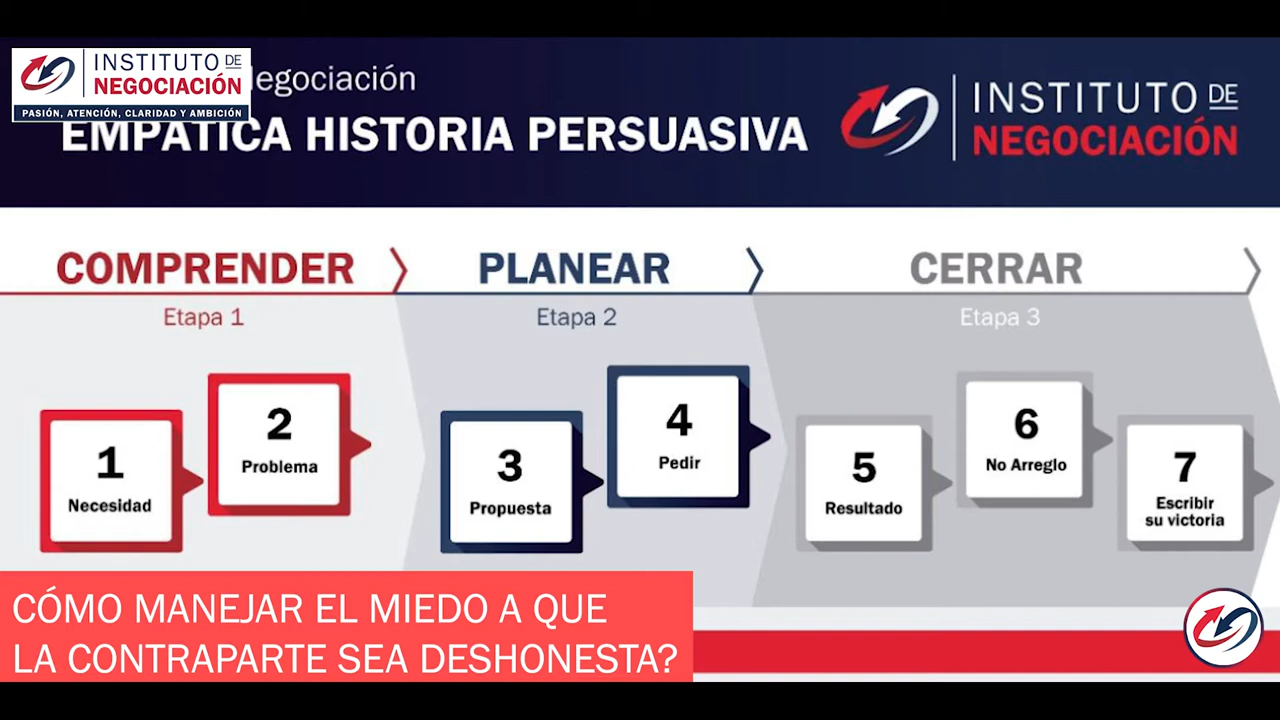 INSTITUTO DE
NEGOCIACIÓN
PASIÓN, ATENCIÓN, CLARIDAD Y AMBICIÓN
Negociación
EMPÁTICA HISTORIA PERSUASIVA
INSTITUTO DE
NEGOCIACIÓN
COMPRENDER
Etapa 1
PLANEAR
Etapa 2
CERRAR
Etapa 3
1
Necesidad
2
Problema
3
Propuesta
4
Pedir
5
Resultado
6
No Arreglo
7
Escribir
su victoria
CÓMO MANEJAR EL MIEDO A QUE
LA CONTRAPARTE SEA DESHONESTA?